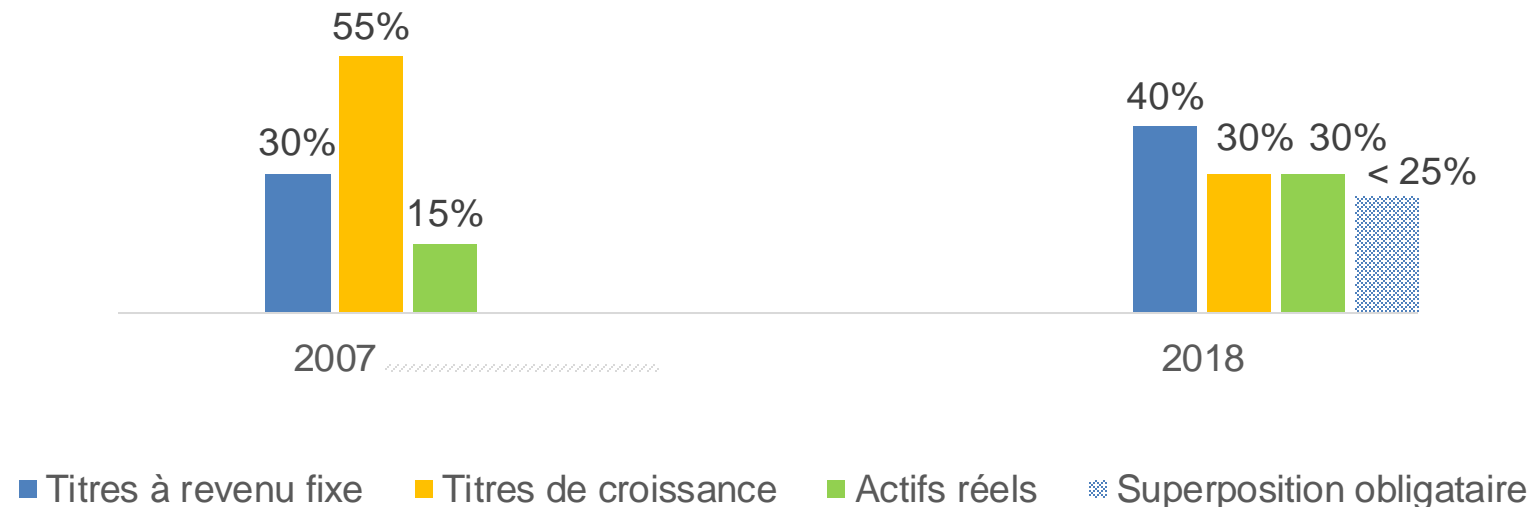 55%
30%
15%
40%
30%
30%
< 25%
2007
2018
Titres à revenu fixe
Titres de croissance
Actifs réels
Superposition obligataire